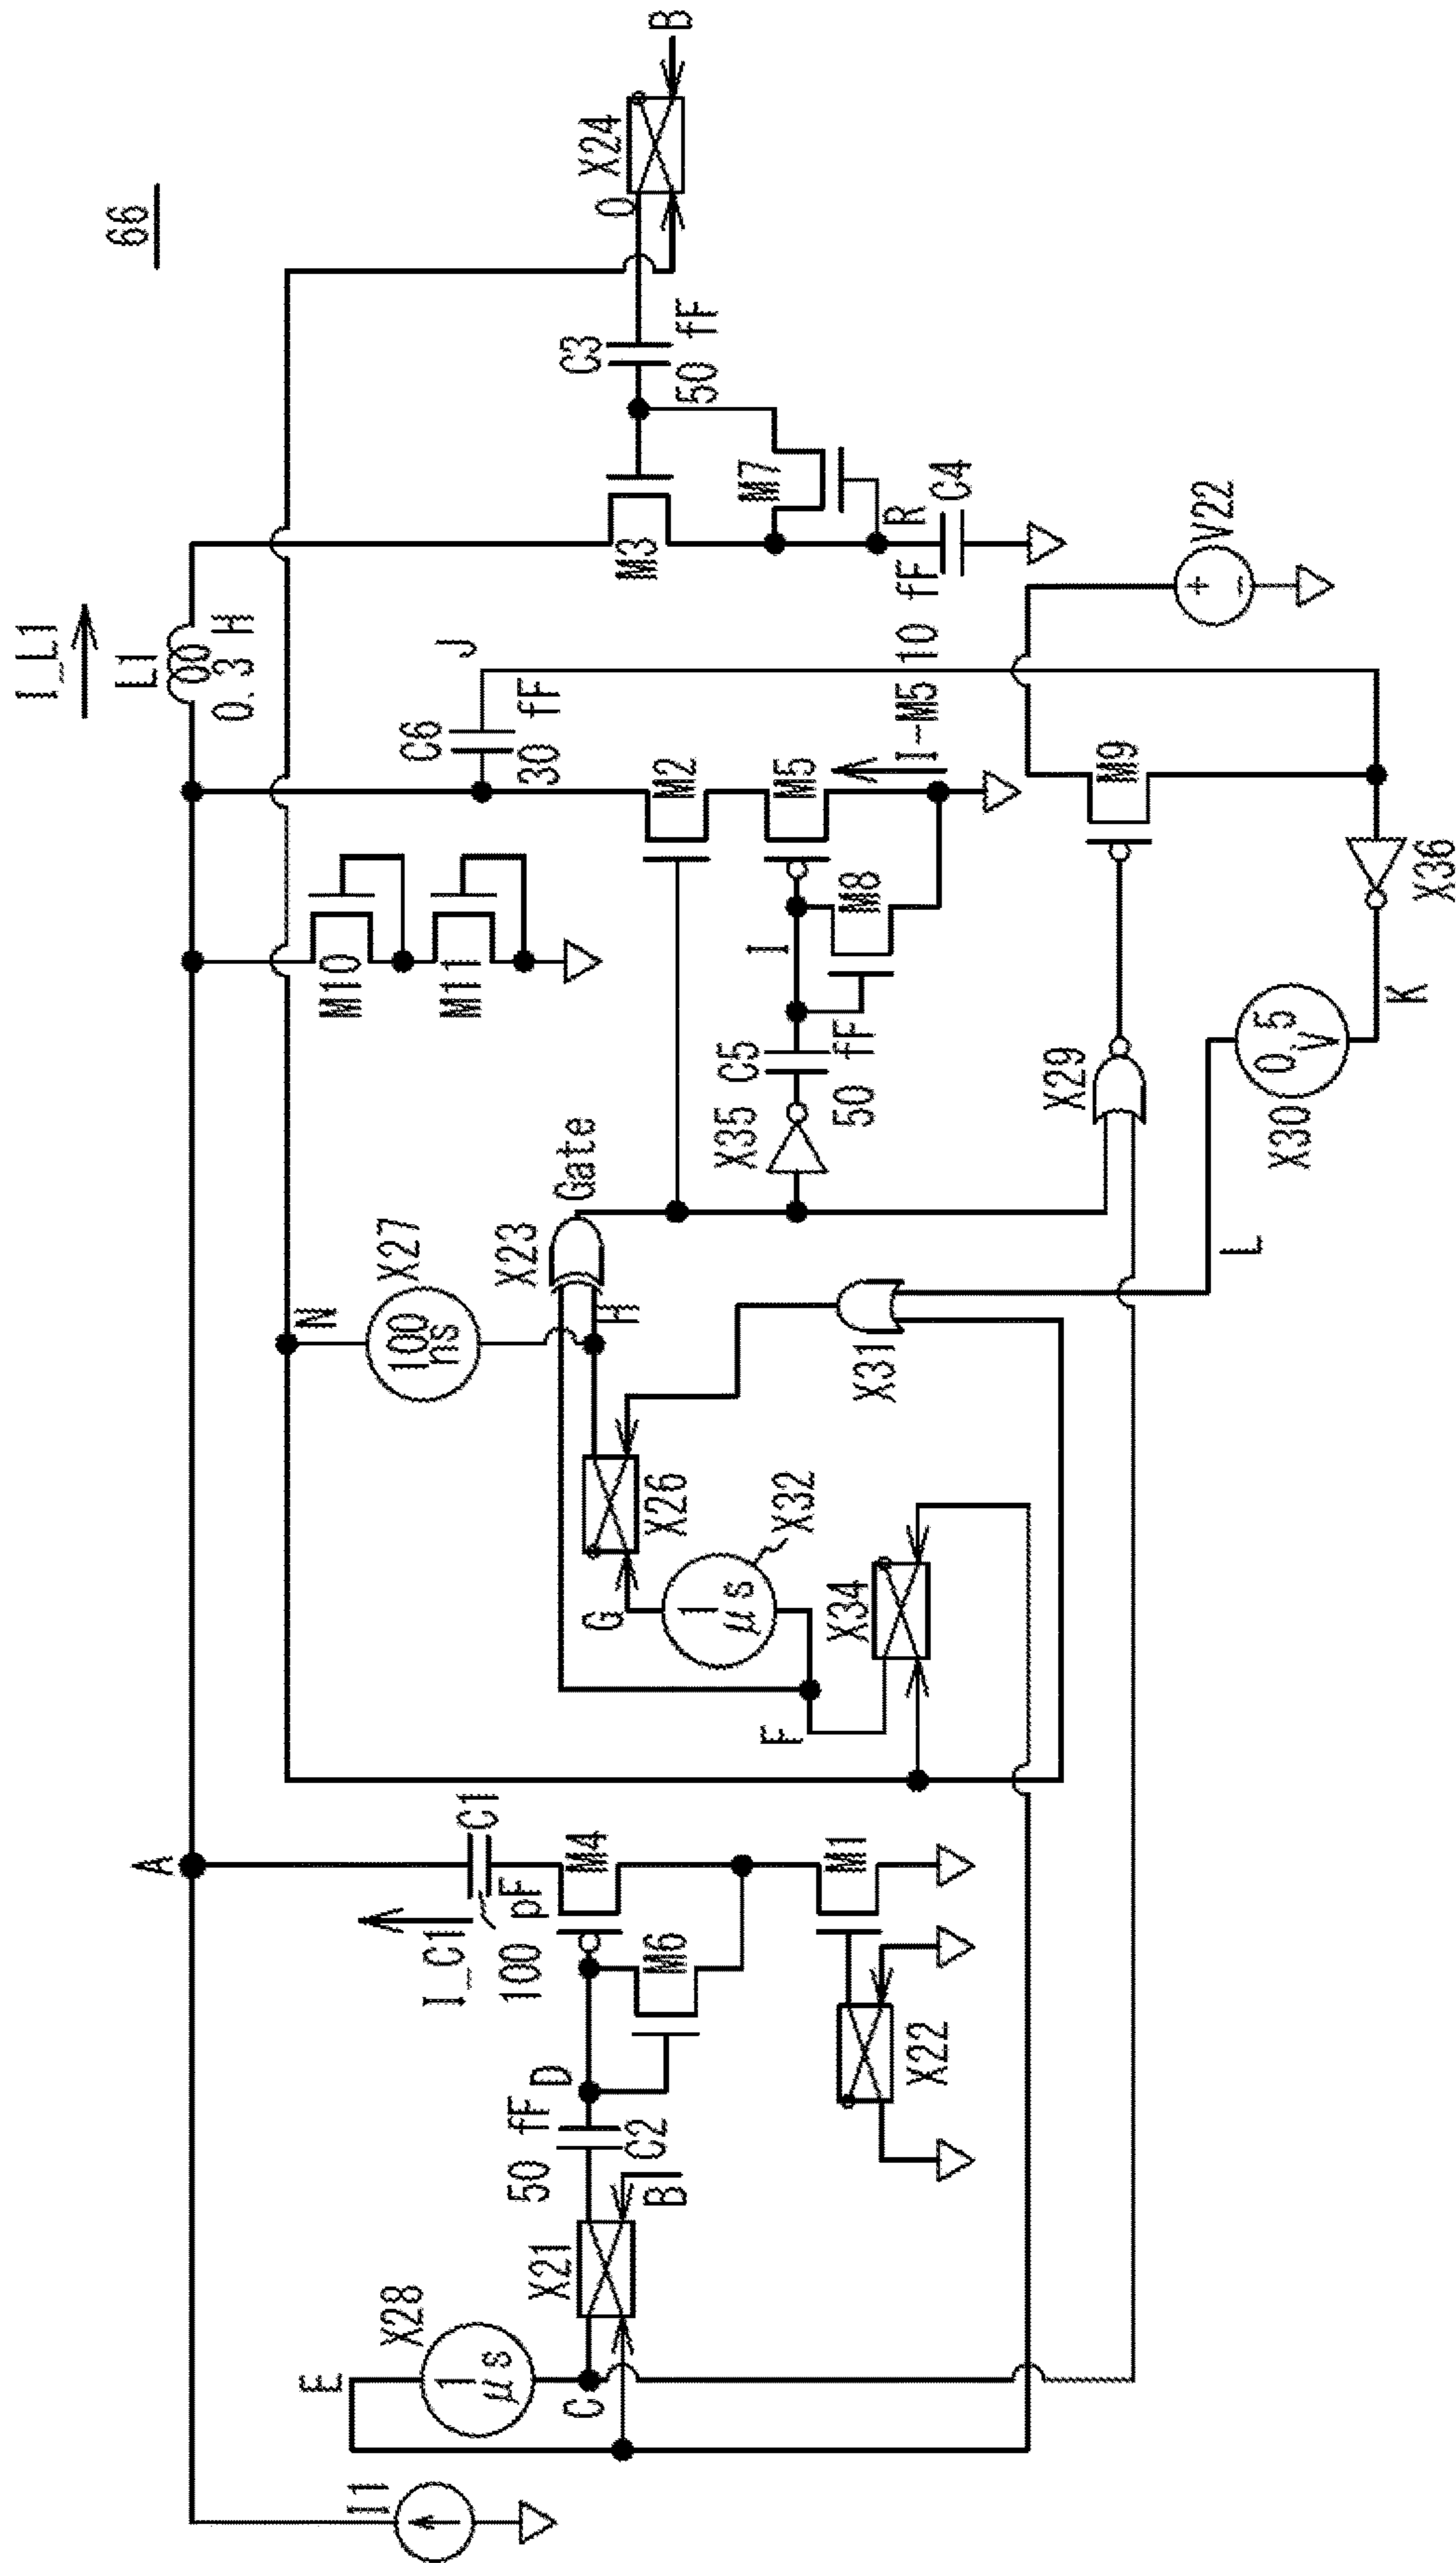 66
I_L1
L1
0.3 H
A
N
X27
100
ns
I1
E
X28
1
μs
C
X21
B
50 fF
C2
D
M6
I_C1
100 pF
C1
M4
M1
X22
F
X34
G
1
μs
X32
X26
H
X23
Gate
X31
L
X35
C5
50 fF
I
M8
M10
M11
M2
M5
I-M5
C6
30 fF
J
X29
M9
X30
0.5
V
K
X36
V22
+
-
M3
M7
R
C4
10 fF
C3
50 fF
O
X24
B